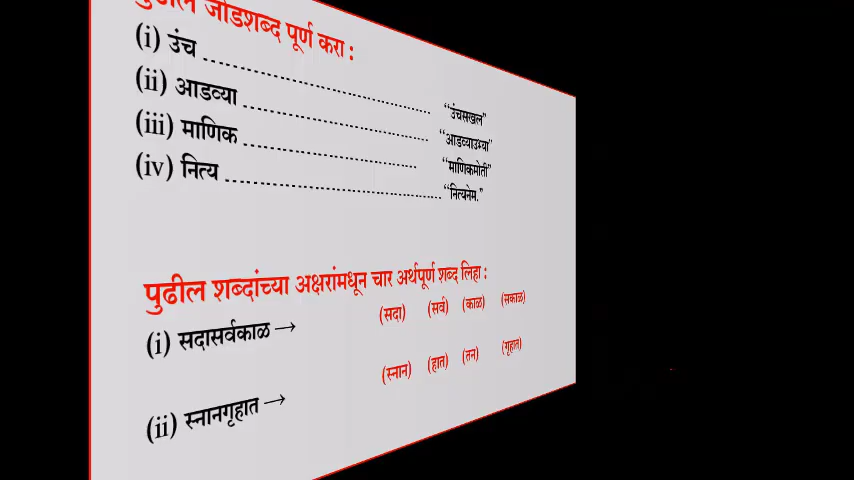 पुढील जोडशब्द पूर्ण करा :
(i) उंच ........................................ “उंचसखल”
(ii) आडव्या ........................................ “आडव्याउभ्या”
(iii) माणिक ........................................ “माणिकमोती”
(iv) नित्य ........................................ “नित्यनेम.”
पुढील शब्दांच्या अक्षरांमधून चार अर्थपूर्ण शब्द लिहा :
(i) सदासर्वकाळ → (सदा) (सर्व) (काळ) (सकाळ)
(ii) स्नानगृहात → (स्नान) (हात) (तन) (गृहात)